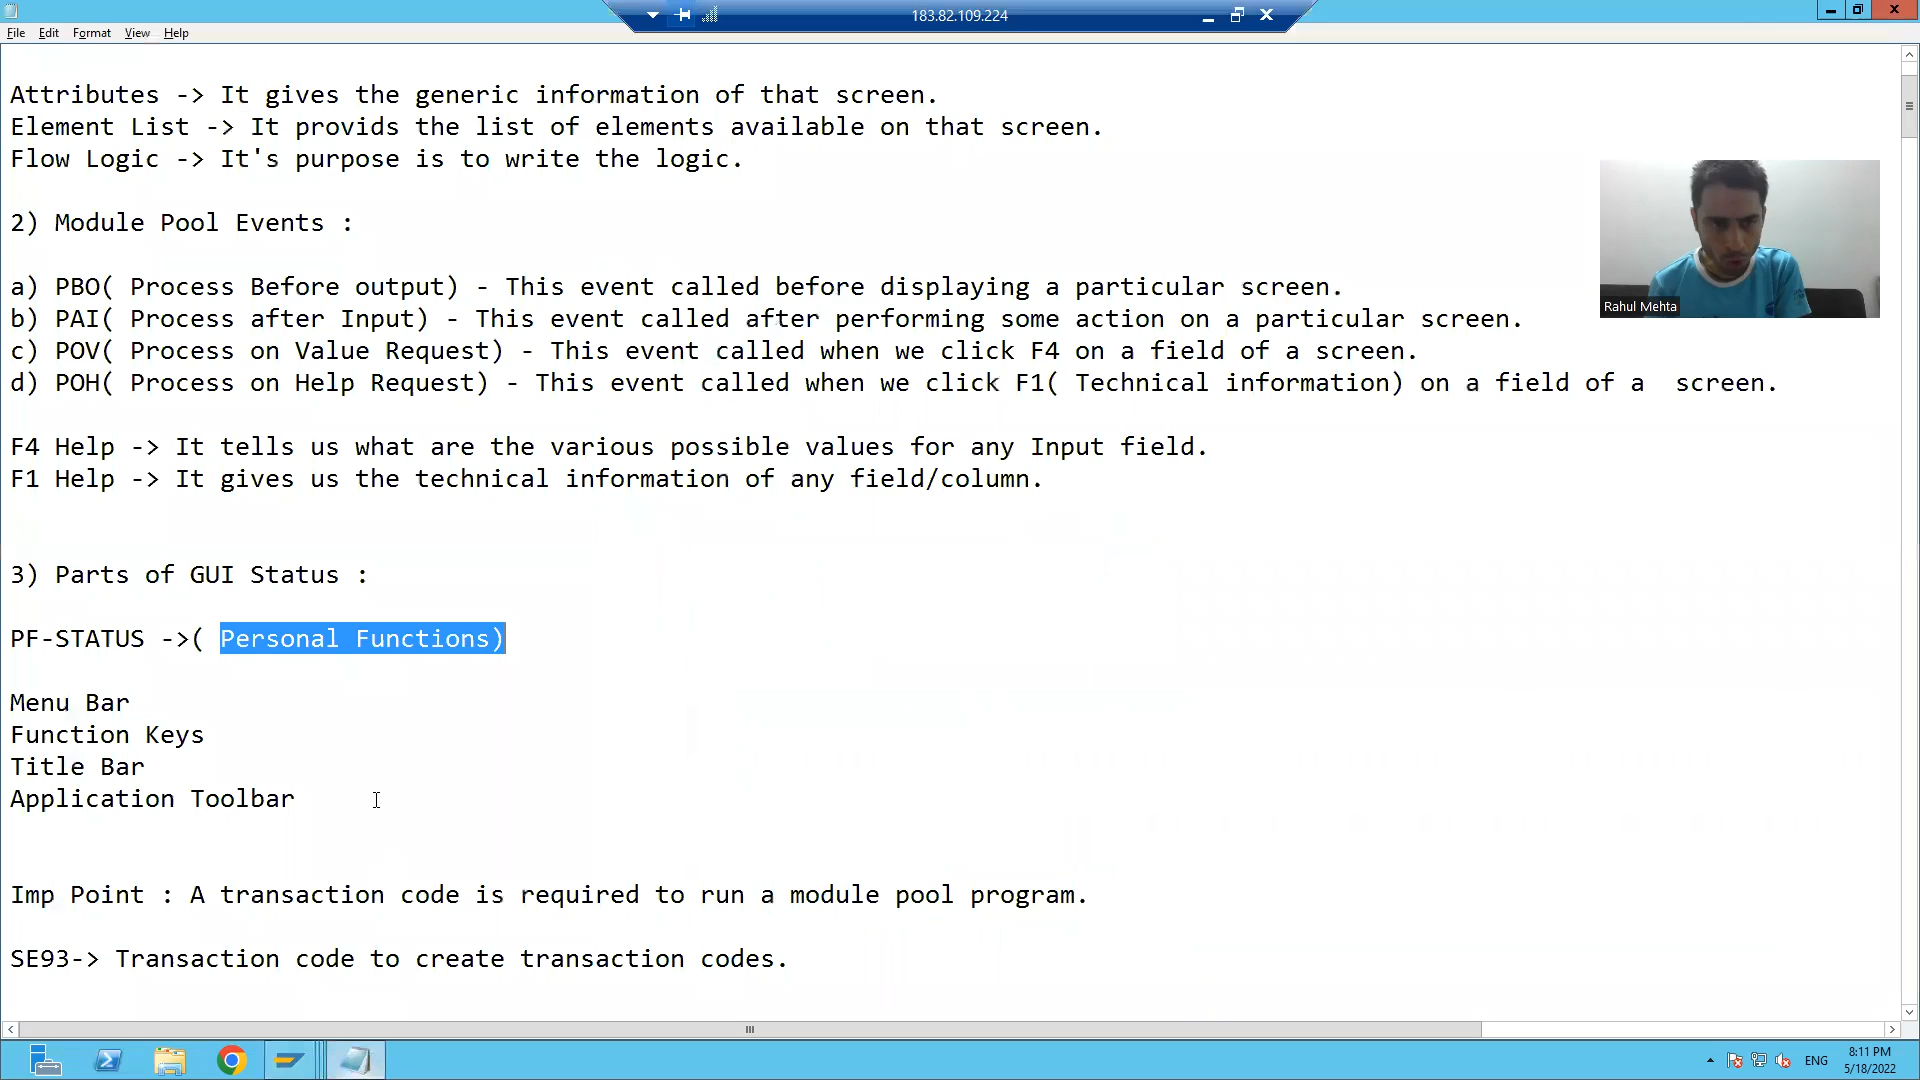 183.82.109.224
File Edit Format View Help
Attributes -> It gives the generic information of that screen.
Element List -> It provids the list of elements available on that screen.
Flow Logic -> It's purpose is to write the logic.
2) Module Pool Events :
a) PBO( Process Before output) - This event called before displaying a particular screen.
b) PAI( Process after Input) - This event called after performing some action on a particular screen.
c) POV( Process on Value Request) - This event called when we click F4 on a field of a screen.
d) POH( Process on Help Request) - This event called when we click F1( Technical information) on a field of a  screen.
Rahul Mehta
F4 Help -> It tells us what are the various possible values for any Input field.
F1 Help -> It gives us the technical information of any field/column.
3) Parts of GUI Status :
PF-STATUS ->( Personal Functions)
Menu Bar
Function Keys
Title Bar
Application Toolbar
Imp Point : A transaction code is required to run a module pool program.
SE93-> Transaction code to create transaction codes.
ENG
8:11 PM
5/18/2022